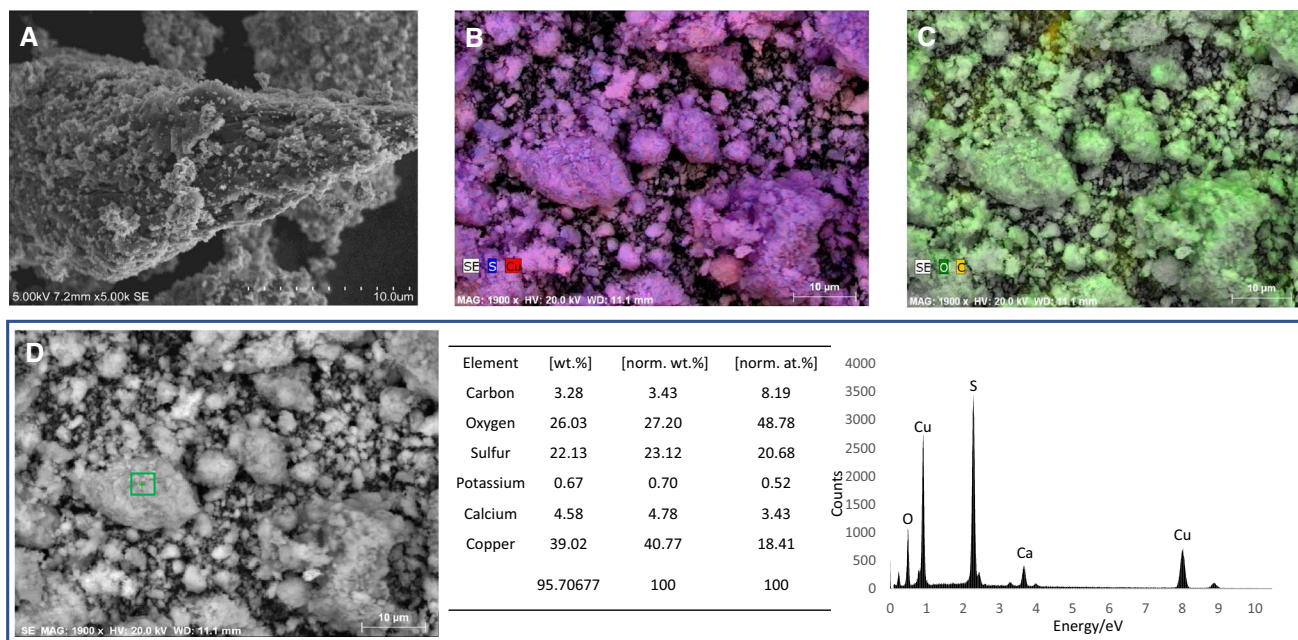 A
5.00kV 7.2mm x5.00k SE
10.0um
B
SE S Cu
MAG: 1900 x HV: 20.0 kV WD: 11.1 mm
10 µm
C
SE O C
MAG: 1900 x HV: 20.0 kV WD: 11.1 mm
10 µm
D
SE MAG: 1900 x HV: 20.0 kV WD: 11.1 mm
10 µm
Element [wt.%] [norm. wt.%] [norm. at.%]
Carbon 3.28 3.43 8.19
Oxygen 26.03 27.20 48.78
Sulfur 22.13 23.12 20.68
Potassium 0.67 0.70 0.52
Calcium 4.58 4.78 3.43
Copper 39.02 40.77 18.41
95.70677 100 100
4000
3500
3000
2500
2000
1500
1000
500
0
Counts
O
Cu
S
Ca
Cu
0 1 2 3 4 5 6 7 8 9 10
Energy/eV